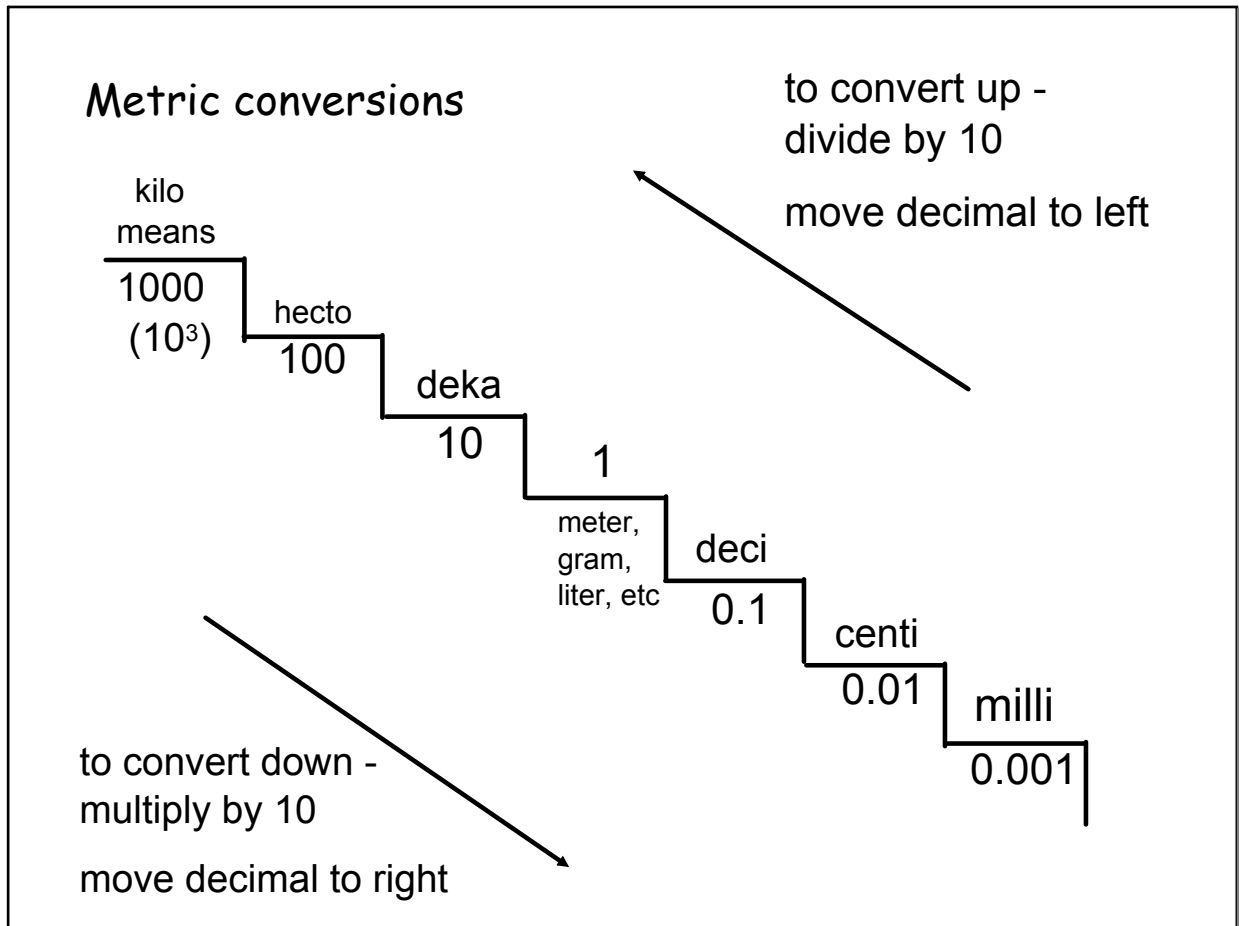 Metric conversions
to convert up -
divide by 10
move decimal to left
kilo
means
1000
(10³)
hecto
100
deka
10
1
meter,
gram,
liter, etc
deci
0.1
centi
0.01
milli
0.001
to convert down -
multiply by 10
move decimal to right